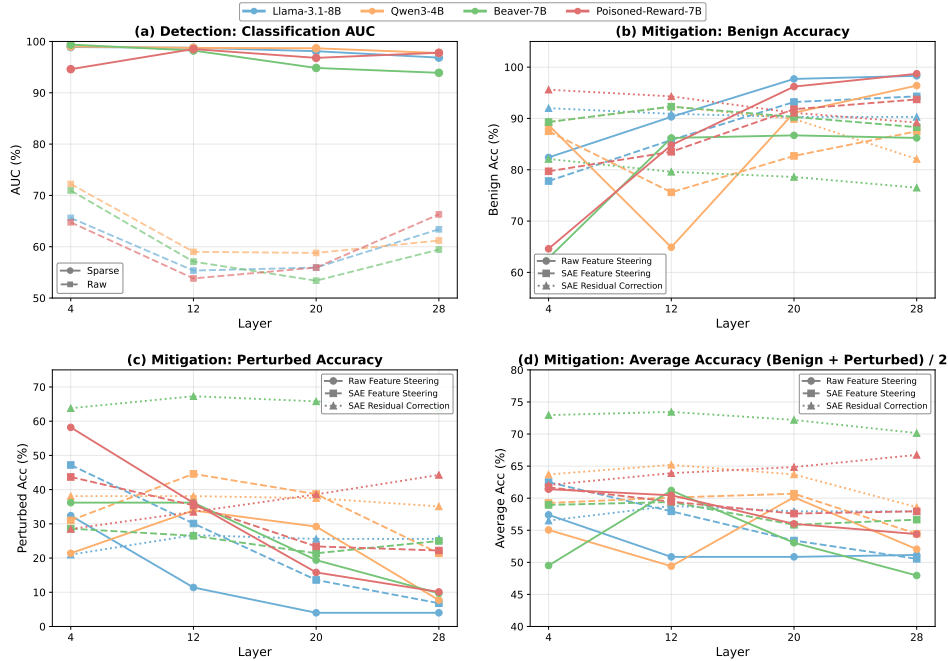 Llama-3.1-8B Qwen3-4B Beaver-7B Poisoned-Reward-7B
(a) Detection: Classification AUC
100
90
80
70
60
50
AUC (%)
Sparse
Raw
4 12 20 28
Layer
(b) Mitigation: Benign Accuracy
100
90
80
70
60
Benign Acc (%)
Raw Feature Steering
SAE Feature Steering
SAE Residual Correction
4 12 20 28
Layer
(c) Mitigation: Perturbed Accuracy
70
60
50
40
30
20
10
0
Perturbed Acc (%)
Raw Feature Steering
SAE Feature Steering
SAE Residual Correction
4 12 20 28
Layer
(d) Mitigation: Average Accuracy (Benign + Perturbed) / 2
80
75
70
65
60
55
50
45
40
Average Acc (%)
Raw Feature Steering
SAE Feature Steering
SAE Residual Correction
4 12 20 28
Layer